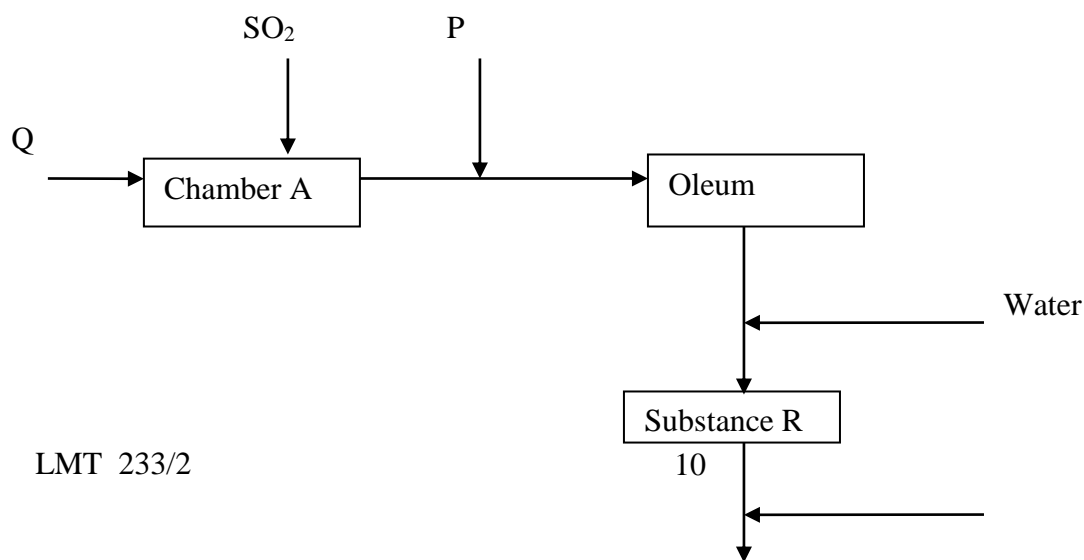 SO₂ P
Q
Chamber A Oleum
Water
Substance R
LMT 233/2 10